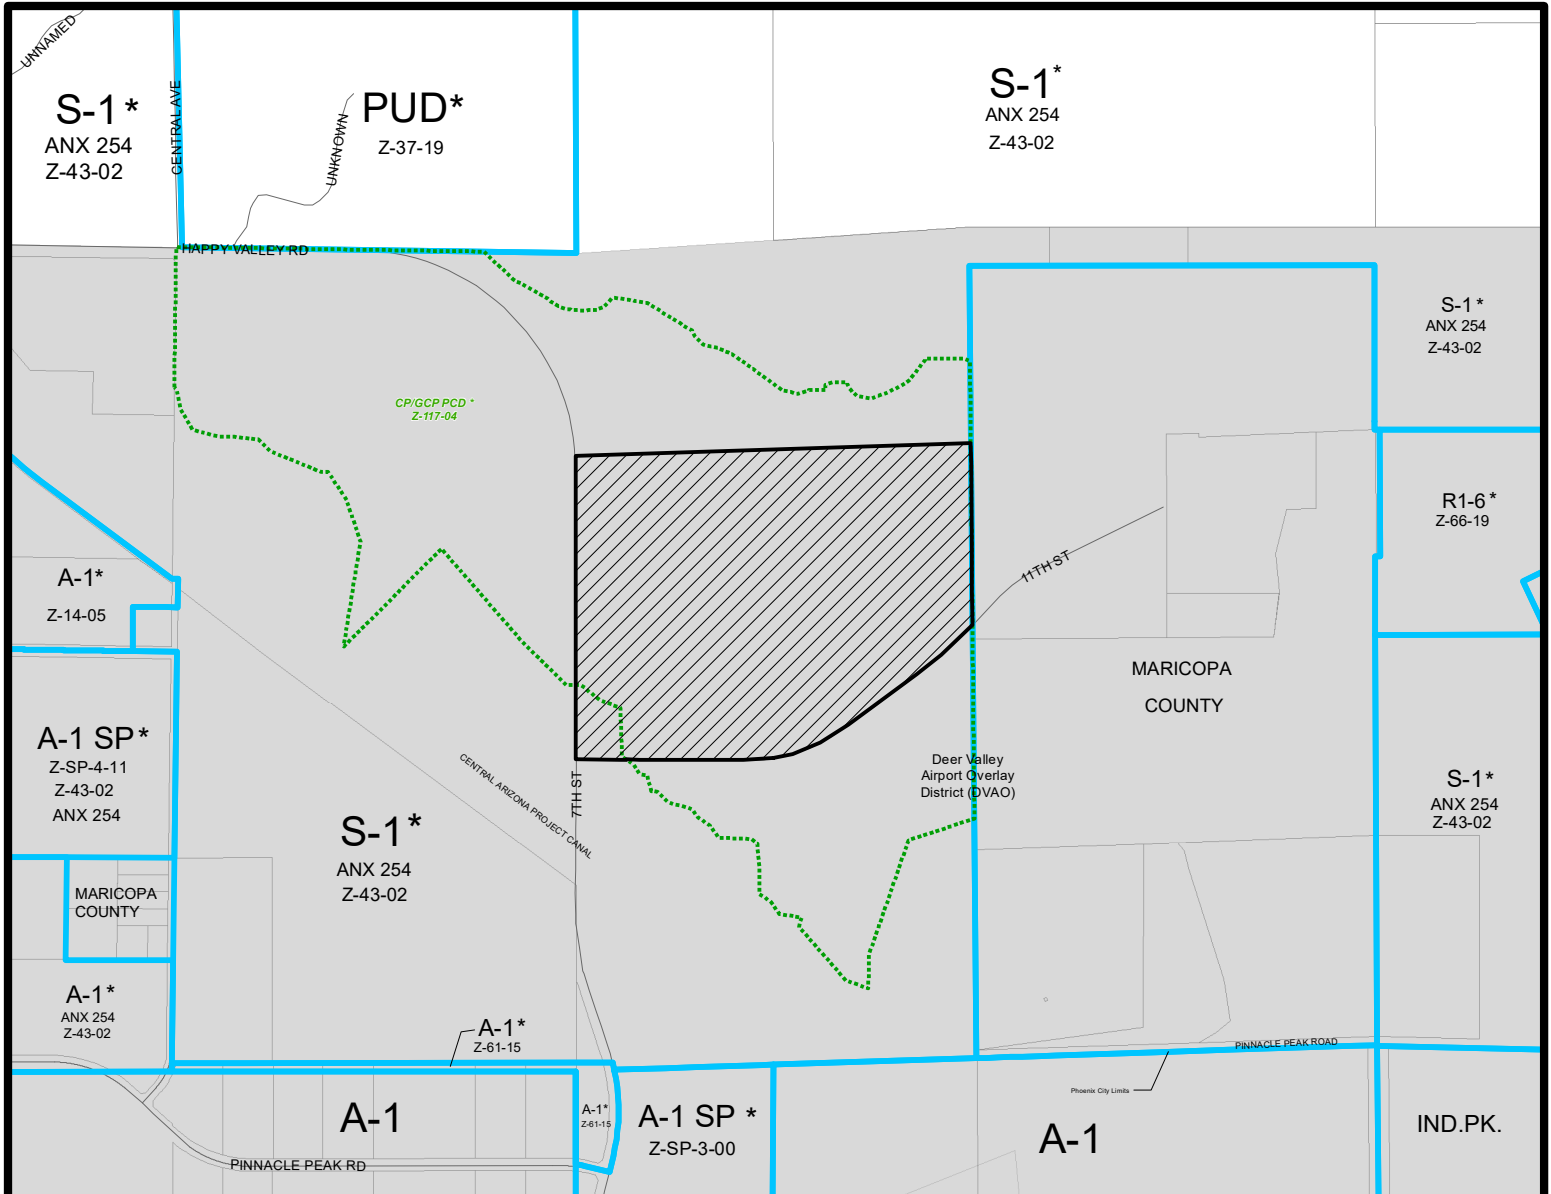 UNNAMED
S-1*
ANX 254
Z-43-02
CENTRAL AVE
UNKNOWN
PUD*
Z-37-19
S-1*
ANX 254
Z-43-02
HAPPY VALLEY RD
S-1*
ANX 254
Z-43-02
CP/GCP PCD *
Z-117-04
R1-6*
Z-66-19
11TH ST
A-1*
Z-14-05
MARICOPA
COUNTY
A-1 SP*
Z-SP-4-11
Z-43-02
ANX 254
CENTRAL ARIZONA PROJECT CANAL
7TH ST
Deer Valley
Airport Overlay
District (DVAO)
S-1*
ANX 254
Z-43-02
S-1*
ANX 254
Z-43-02
MARICOPA
COUNTY
A-1*
ANX 254
Z-43-02
A-1*
Z-61-15
PINNACLE PEAK ROAD
Phoenix City Limits
A-1
A-1*
Z-61-15
A-1 SP *
Z-SP-3-00
A-1
IND.PK.
PINNACLE PEAK RD